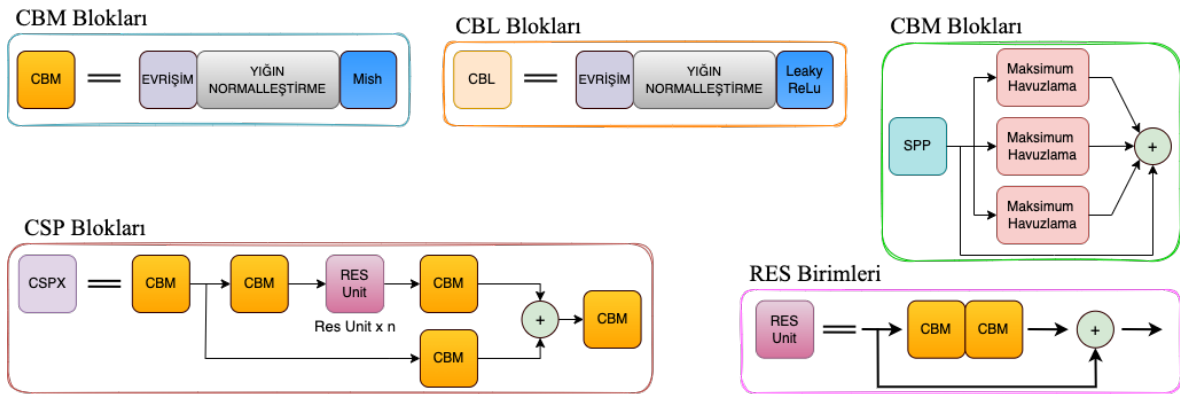 CBM Blokları
CBM
EVRİŞİM
YIĞIN
NORMALLEŞTİRME
Mish
CBL Blokları
CBL
EVRİŞİM
YIĞIN
NORMALLEŞTİRME
Leaky
ReLu
CBM Blokları
SPP
Maksimum
Havuzlama
Maksimum
Havuzlama
Maksimum
Havuzlama
+
CSP Blokları
CSPX
CBM
CBM
RES
Unit
Res Unit x n
CBM
CBM
+
CBM
RES Birimleri
RES
Unit
CBM
CBM
+